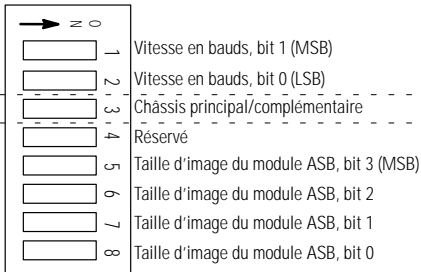 ON
1 Vitesse en bauds, bit 1 (MSB)
2 Vitesse en bauds, bit 0 (LSB)
3 Châssis principal/complémentaire
4 Réservé
5 Taille d'image du module ASB, bit 3 (MSB)
6 Taille d'image du module ASB, bit 2
7 Taille d'image du module ASB, bit 1
8 Taille d'image du module ASB, bit 0